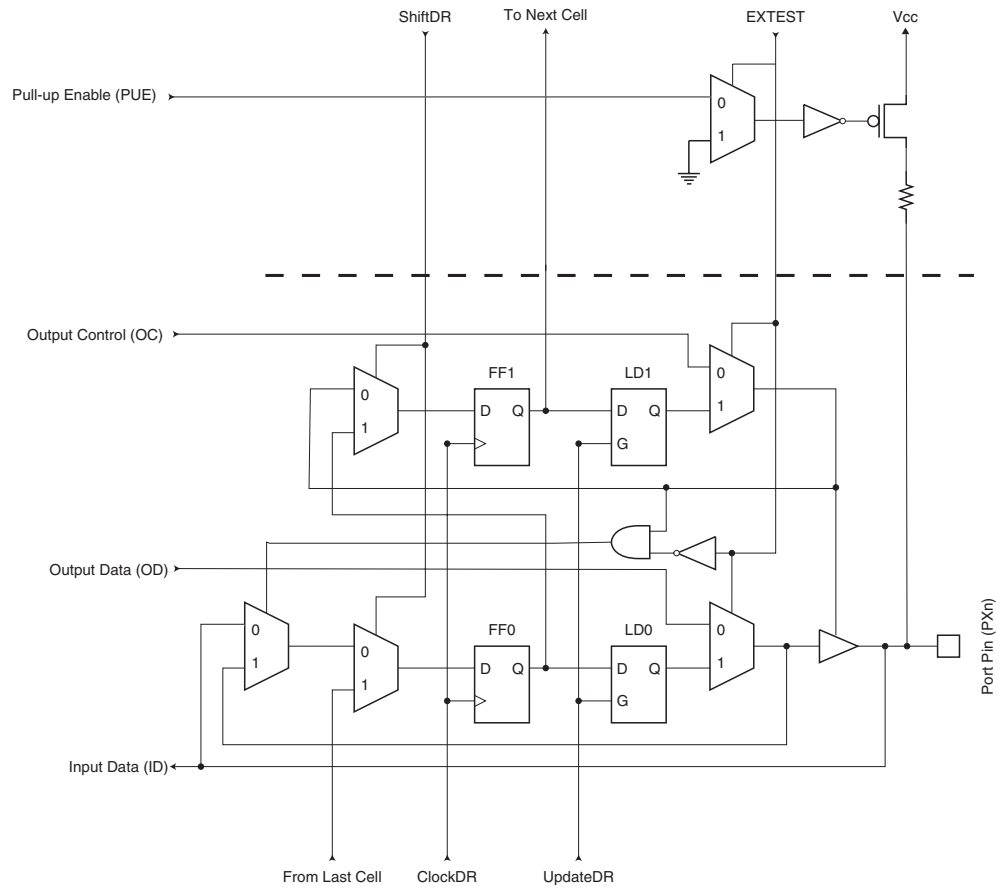 ShiftDR
To Next Cell
EXTEST
Vcc
Pull-up Enable (PUE)
0
1
Output Control (OC)
FF1
LD1
0
1
D Q
D Q
G
0
1
Output Data (OD)
FF0
LD0
0
1
0
1
D Q
D Q
G
0
1
Port Pin (PXn)
Input Data (ID)
From Last Cell
ClockDR
UpdateDR